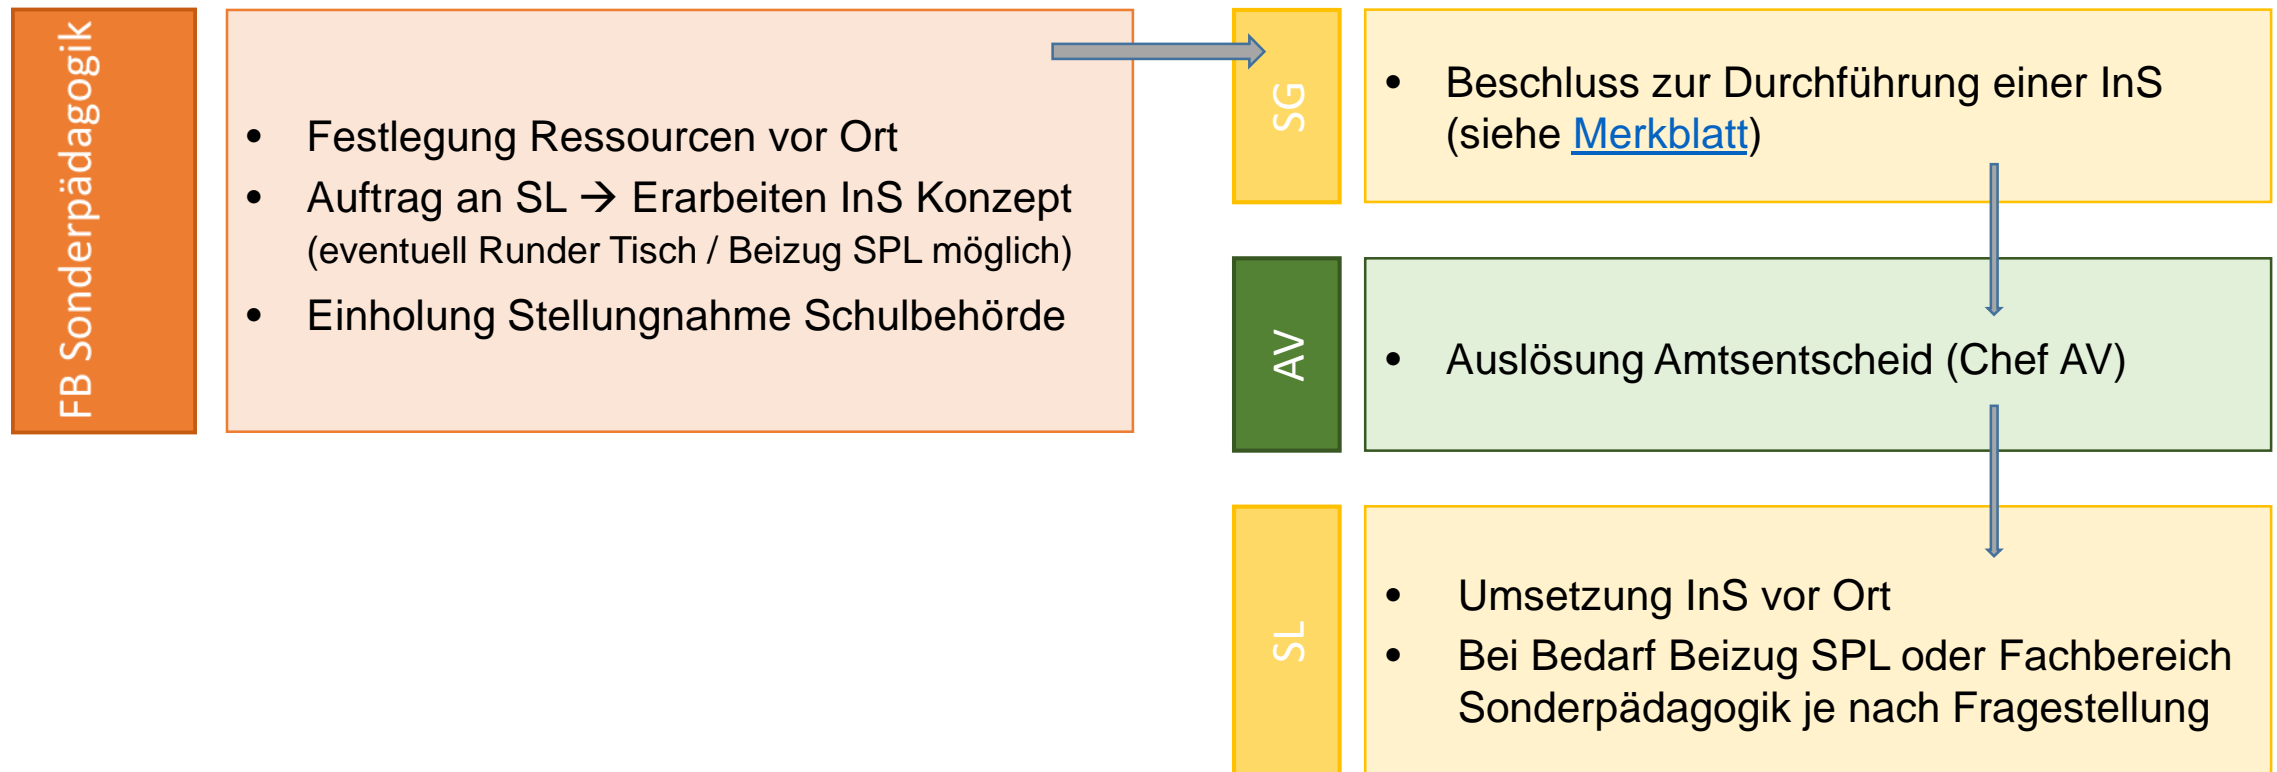 FB Sonderpädagogik
• Festlegung Ressourcen vor Ort
• Auftrag an SL → Erarbeiten InS Konzept
(eventuell Runder Tisch / Beizug SPL möglich)
• Einholung Stellungnahme Schulbehörde
SG
• Beschluss zur Durchführung einer InS
(siehe Merkblatt)
AV
• Auslösung Amtsentscheid (Chef AV)
SL
• Umsetzung InS vor Ort
• Bei Bedarf Beizug SPL oder Fachbereich
Sonderpädagogik je nach Fragestellung